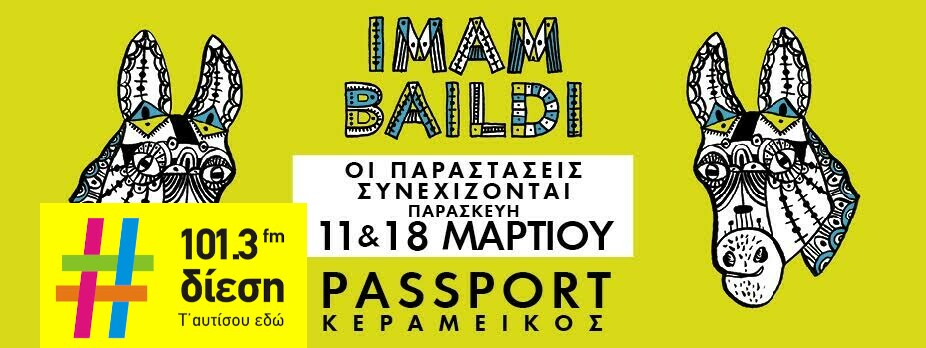 IMAM
BAILDI
ΟΙ ΠΑΡΑΣΤΑΣΕΙΣ
ΣΥΝΕΧΙΖΟΝΤΑΙ
ΠΑΡΑΣΚΕΥΗ
11 & 18 ΜΑΡΤΙΟΥ
PASSPORT
ΚΕΡΑΜΕΙΚΟΣ
101.3 fm
δίεση
Τ΄αυτίσου εδώ